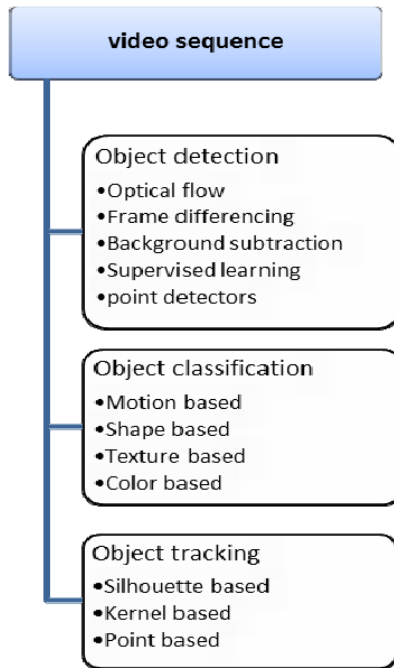 video sequence
Object detection
•Optical flow
•Frame differencing
•Background subtraction
•Supervised learning
•point detectors
Object classification
•Motion based
•Shape based
•Texture based
•Color based
Object tracking
•Silhouette based
•Kernel based
•Point based